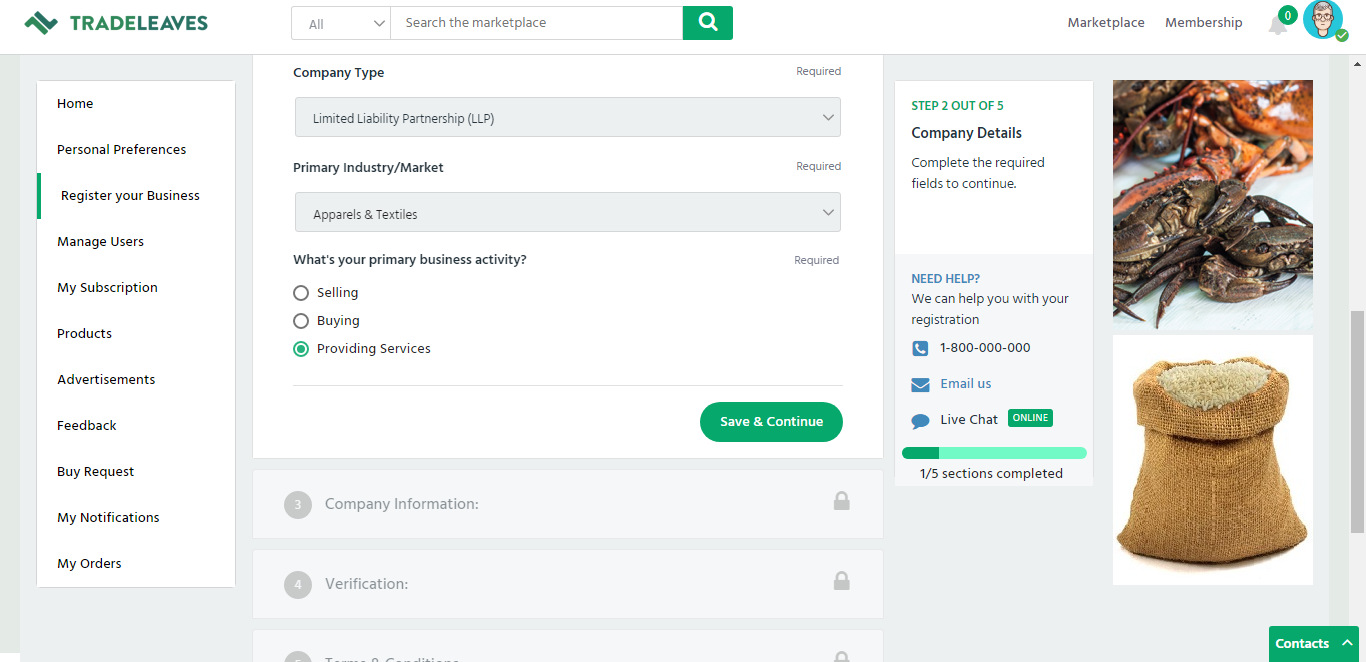 TRADELEAVES
All
Search the marketplace
Marketplace
Membership
0
Home
Personal Preferences
Register your Business
Manage Users
My Subscription
Products
Advertisements
Feedback
Buy Request
My Notifications
My Orders
Company Type
Required
Limited Liability Partnership (LLP)
Primary Industry/Market
Required
Apparels & Textiles
What's your primary business activity?
Required
Selling
Buying
Providing Services
Save & Continue
3
Company Information:
4
Verification:
5
Terms & Conditions
STEP 2 OUT OF 5
Company Details
Complete the required
fields to continue.
NEED HELP?
We can help you with your
registration
1-800-000-000
Email us
Live Chat
ONLINE
1/5 sections completed
Contacts